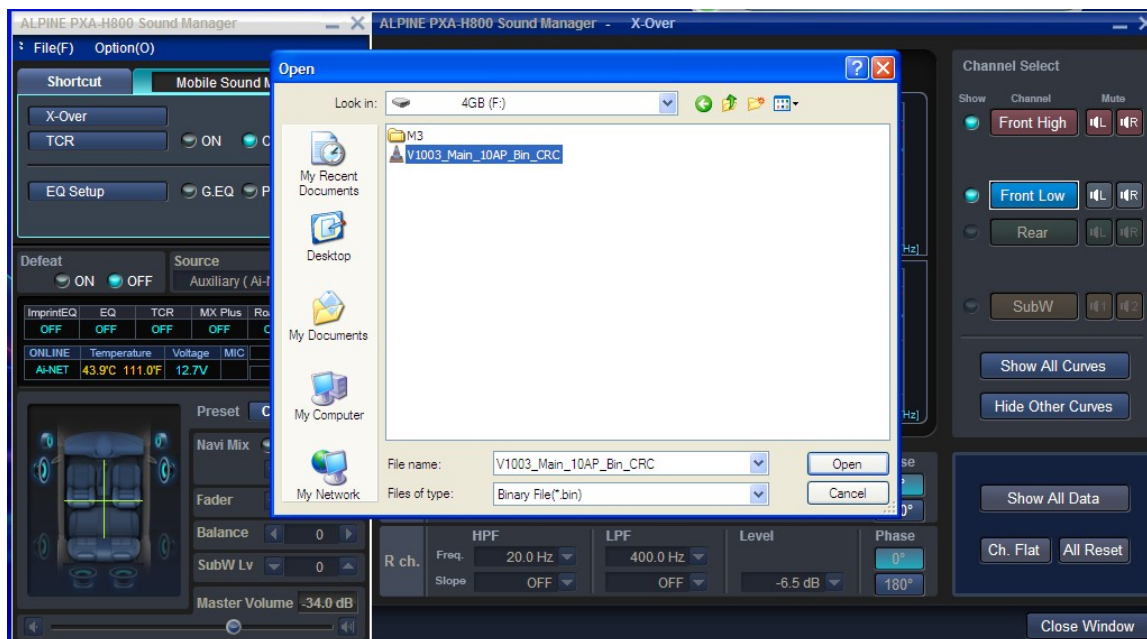 ALPINE PXA-H800 Sound Manager
File(F) Option(O)
Shortcut
Mobile Sound M
X-Over
TCR
ON
EQ Setup
G.EQ
P
Defeat
ON
OFF
Source
Auxiliary ( Ai-
ImprintEQ EQ TCR MX Plus
OFF OFF OFF OFF
ONLINE Temperature Voltage MIC
Ai-NET 43.9°C 111.0°F 12.7V
Preset
Navi Mix
Fader
Balance 0
SubW Lv 0
Master Volume -34.0 dB
ALPINE PXA-H800 Sound Manager - X-Over
Open
Look in: 4GB (F:)
M3
V1003_Main_10AP_Bin_CRC
My Recent
Documents
Desktop
My Documents
My Computer
My Network
File name: V1003_Main_10AP_Bin_CRC Open
Files of type: Binary File(*.bin) Cancel
Hz]
Hz]
R ch.
HPF LPF Level Phase
Freq. 20.0 Hz 400.0 Hz 0°
Slope OFF OFF -6.5 dB 180°
Channel Select
Show Channel Mute
Front High L R
Front Low L R
Rear L R
SubW 1 2
Show All Curves
Hide Other Curves
Show All Data
Ch. Flat All Reset
Close Window